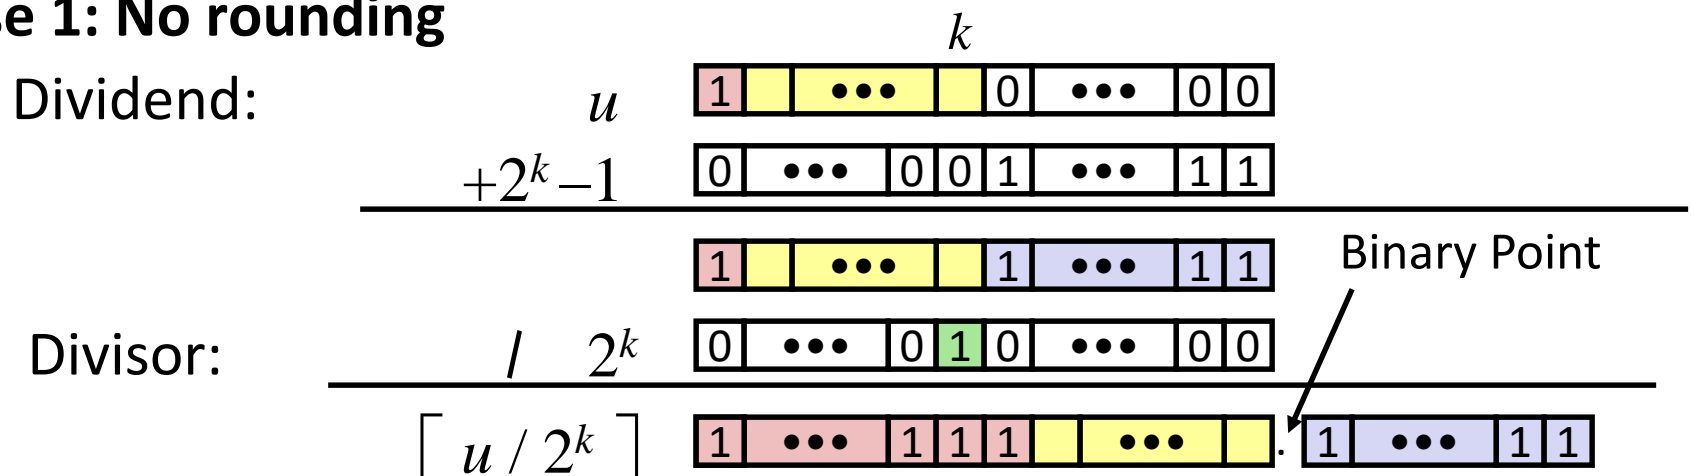 se 1: No rounding
k
Dividend: u 1 ••• 0 ••• 0 0
+2^k –1 0 ••• 0 0 1 ••• 1 1
1 ••• 1 ••• 1 1 Binary Point
Divisor: / 2^k 0 ••• 0 1 0 ••• 0 0
⌈ u / 2^k ⌉ 1 ••• 1 1 1 ••• . 1 ••• 1 1